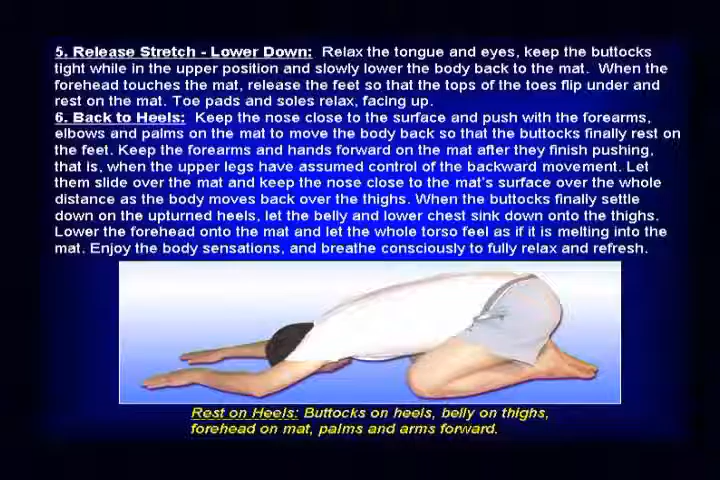 5. Release Stretch - Lower Down: Relax the tongue and eyes, keep the buttocks
tight while in the upper position and slowly lower the body back to the mat. When the
forehead touches the mat, release the feet so that the tops of the toes flip under and
rest on the mat. Toe pads and soles relax, facing up.
6. Back to Heels: Keep the nose close to the surface and push with the forearms,
elbows and palms on the mat to move the body back so that the buttocks finally rest on
the feet. Keep the forearms and hands forward on the mat after they finish pushing,
that is, when the upper legs have assumed control of the backward movement. Let
them slide over the mat and keep the nose close to the mat's surface over the whole
distance as the body moves back over the thighs. When the buttocks finally settle
down on the upturned heels, let the belly and lower chest sink down onto the thighs.
Lower the forehead onto the mat and let the whole torso feel as if it is melting into the
mat. Enjoy the body sensations, and breathe consciously to fully relax and refresh.
Rest on Heels: Buttocks on heels, belly on thighs,
forehead on mat, palms and arms forward.